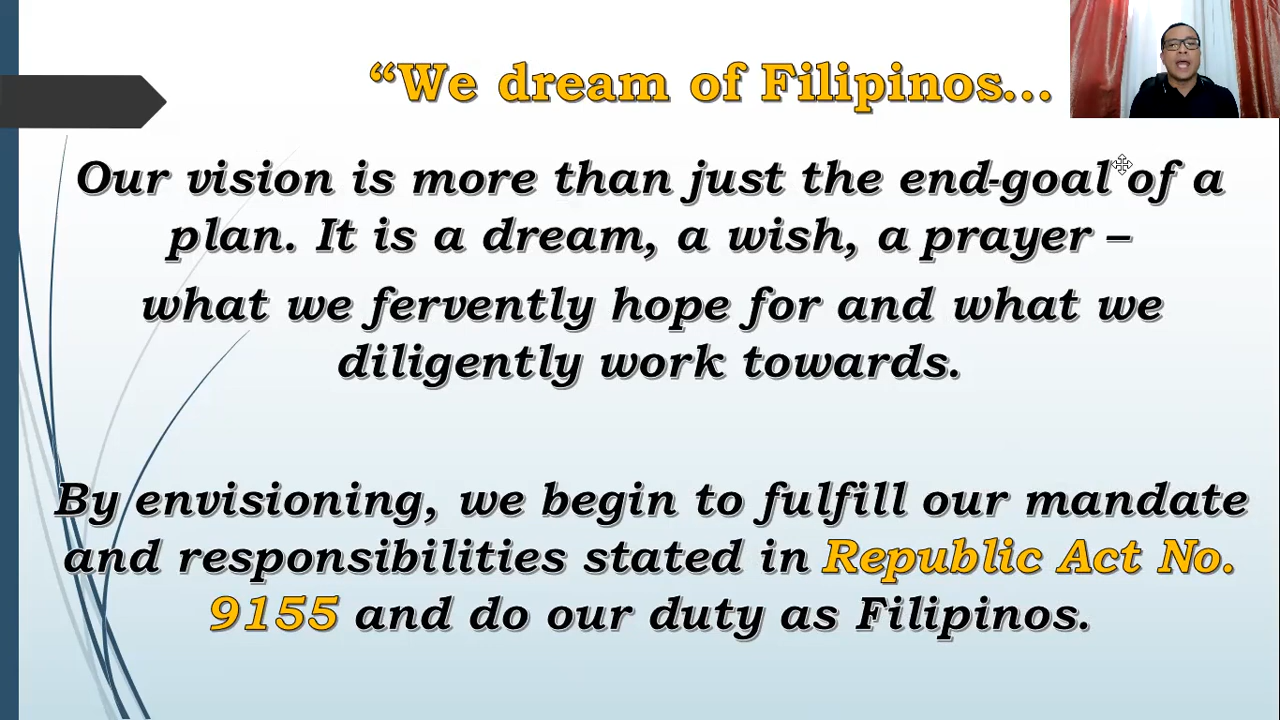 “We dream of Filipinos...
Our vision is more than just the end-goal of a
plan. It is a dream, a wish, a prayer –
what we fervently hope for and what we
diligently work towards.
By envisioning, we begin to fulfill our mandate
and responsibilities stated in Republic Act No.
9155 and do our duty as Filipinos.